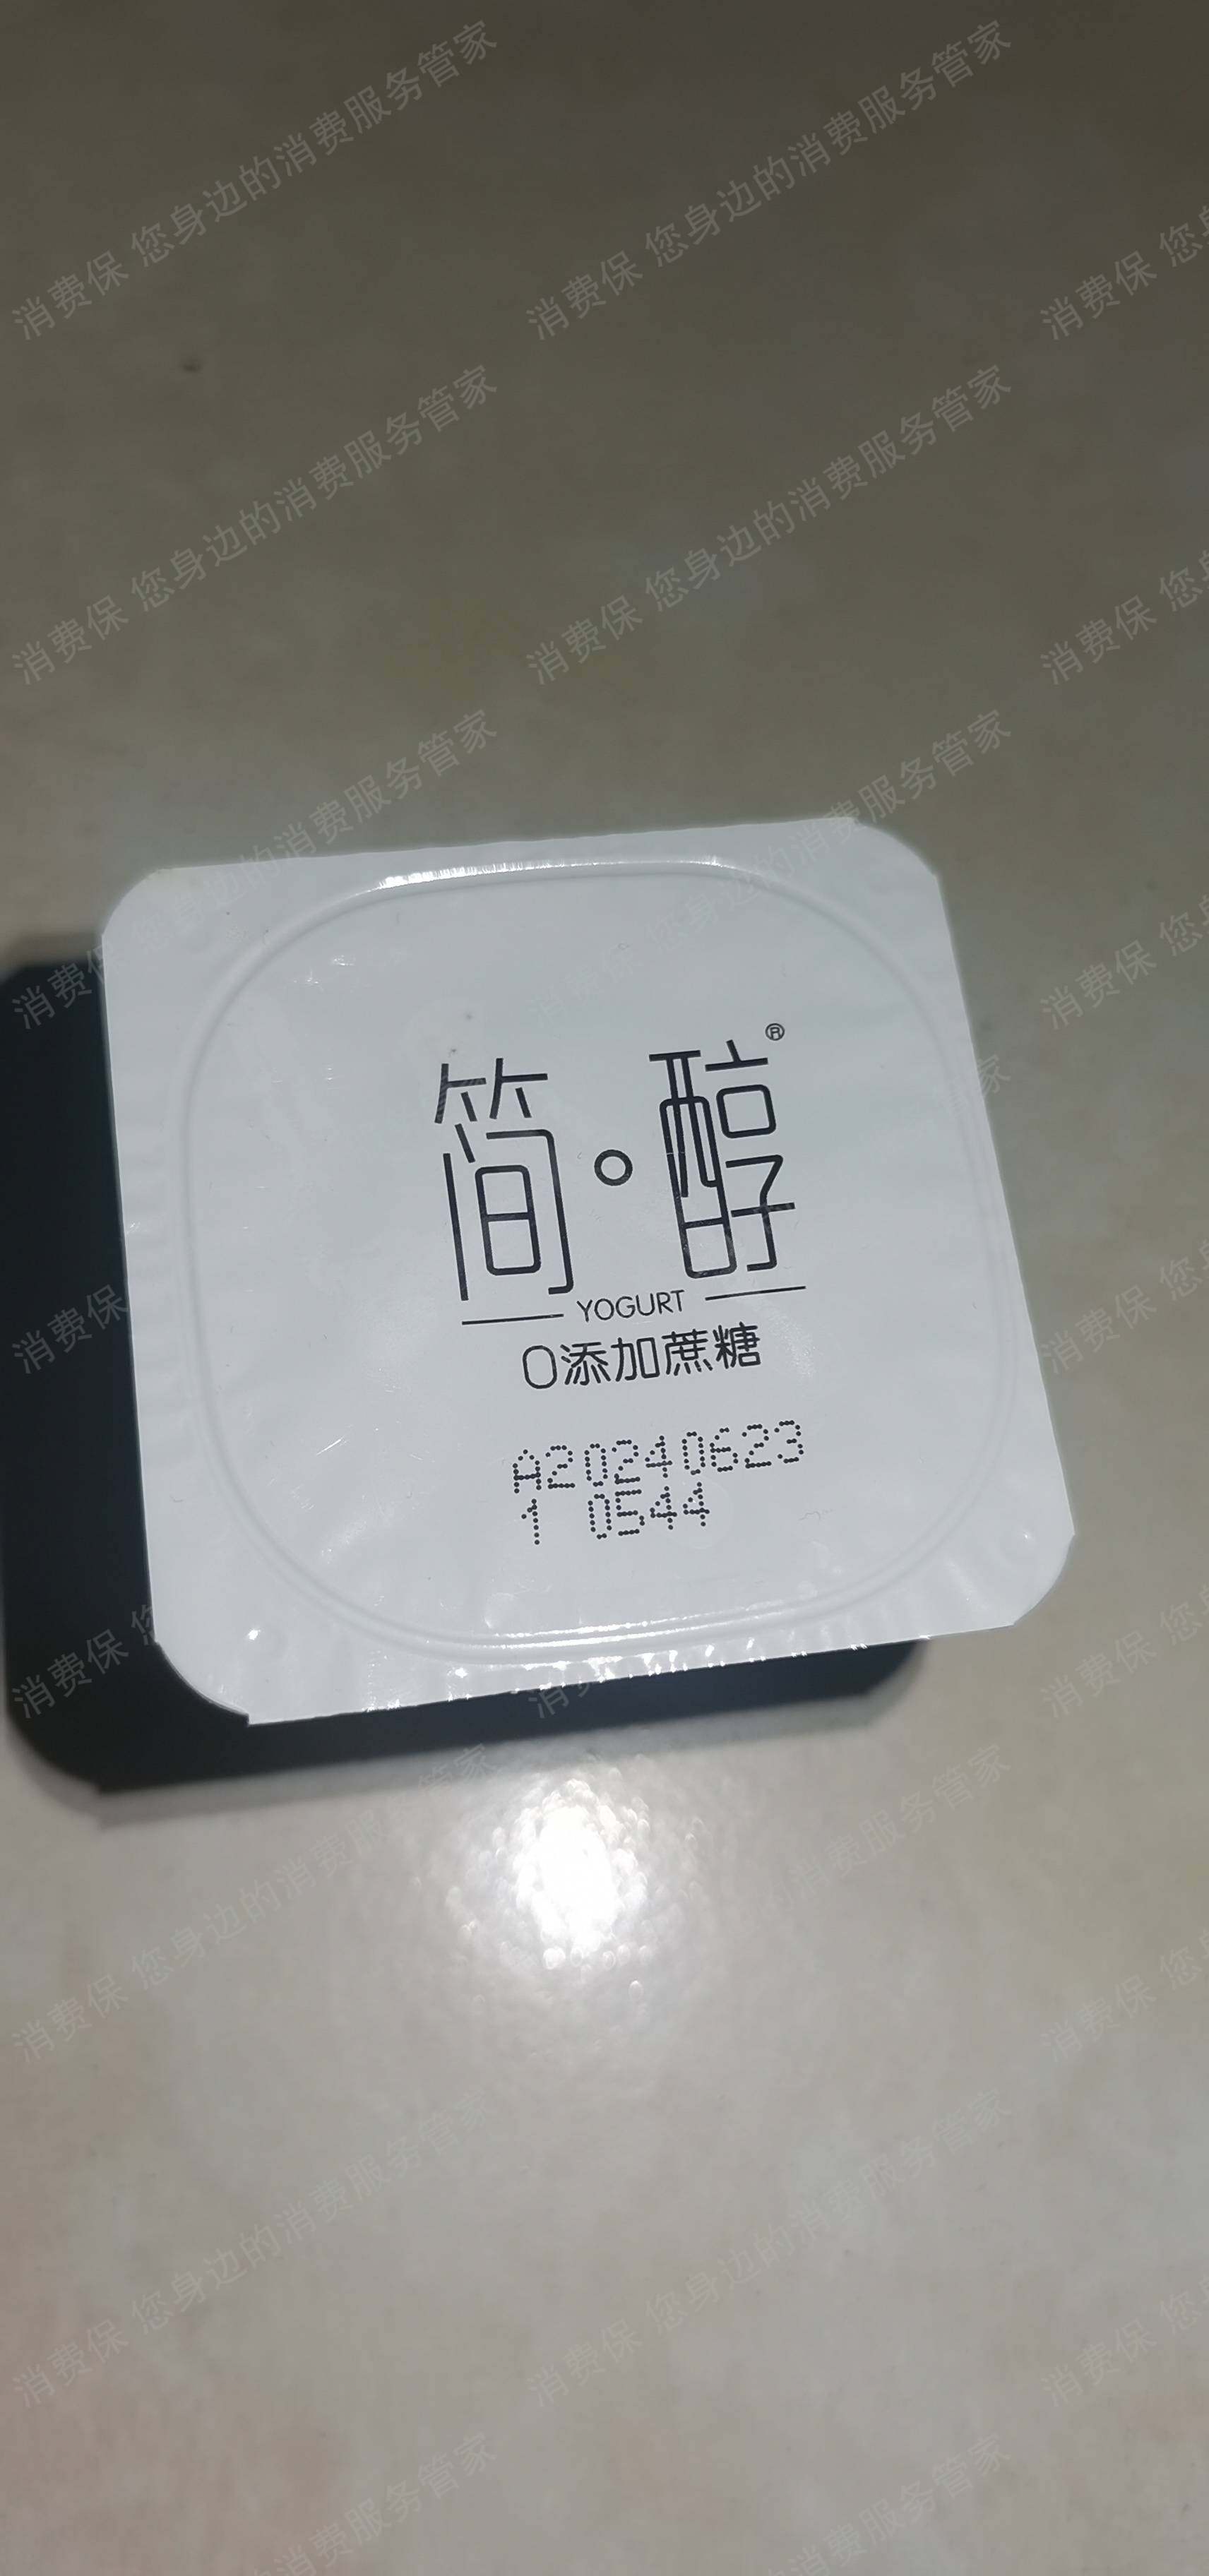 简·醇®
YOGURT
0添加蔗糖
A20240623
1 0544
消费保 您身边的消费服务管家